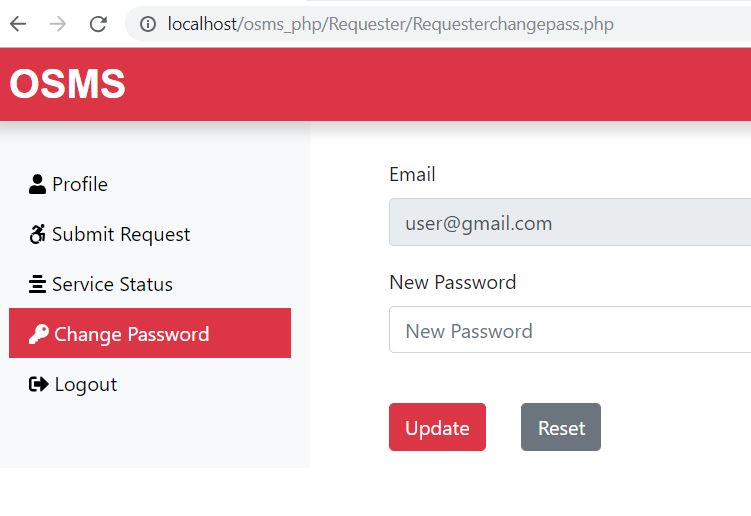 localhost/osms_php/Requester/Requesterchangepass.php
OSMS
Profile
Submit Request
Service Status
Change Password
Logout
Email
user@gmail.com
New Password
New Password
Update
Reset